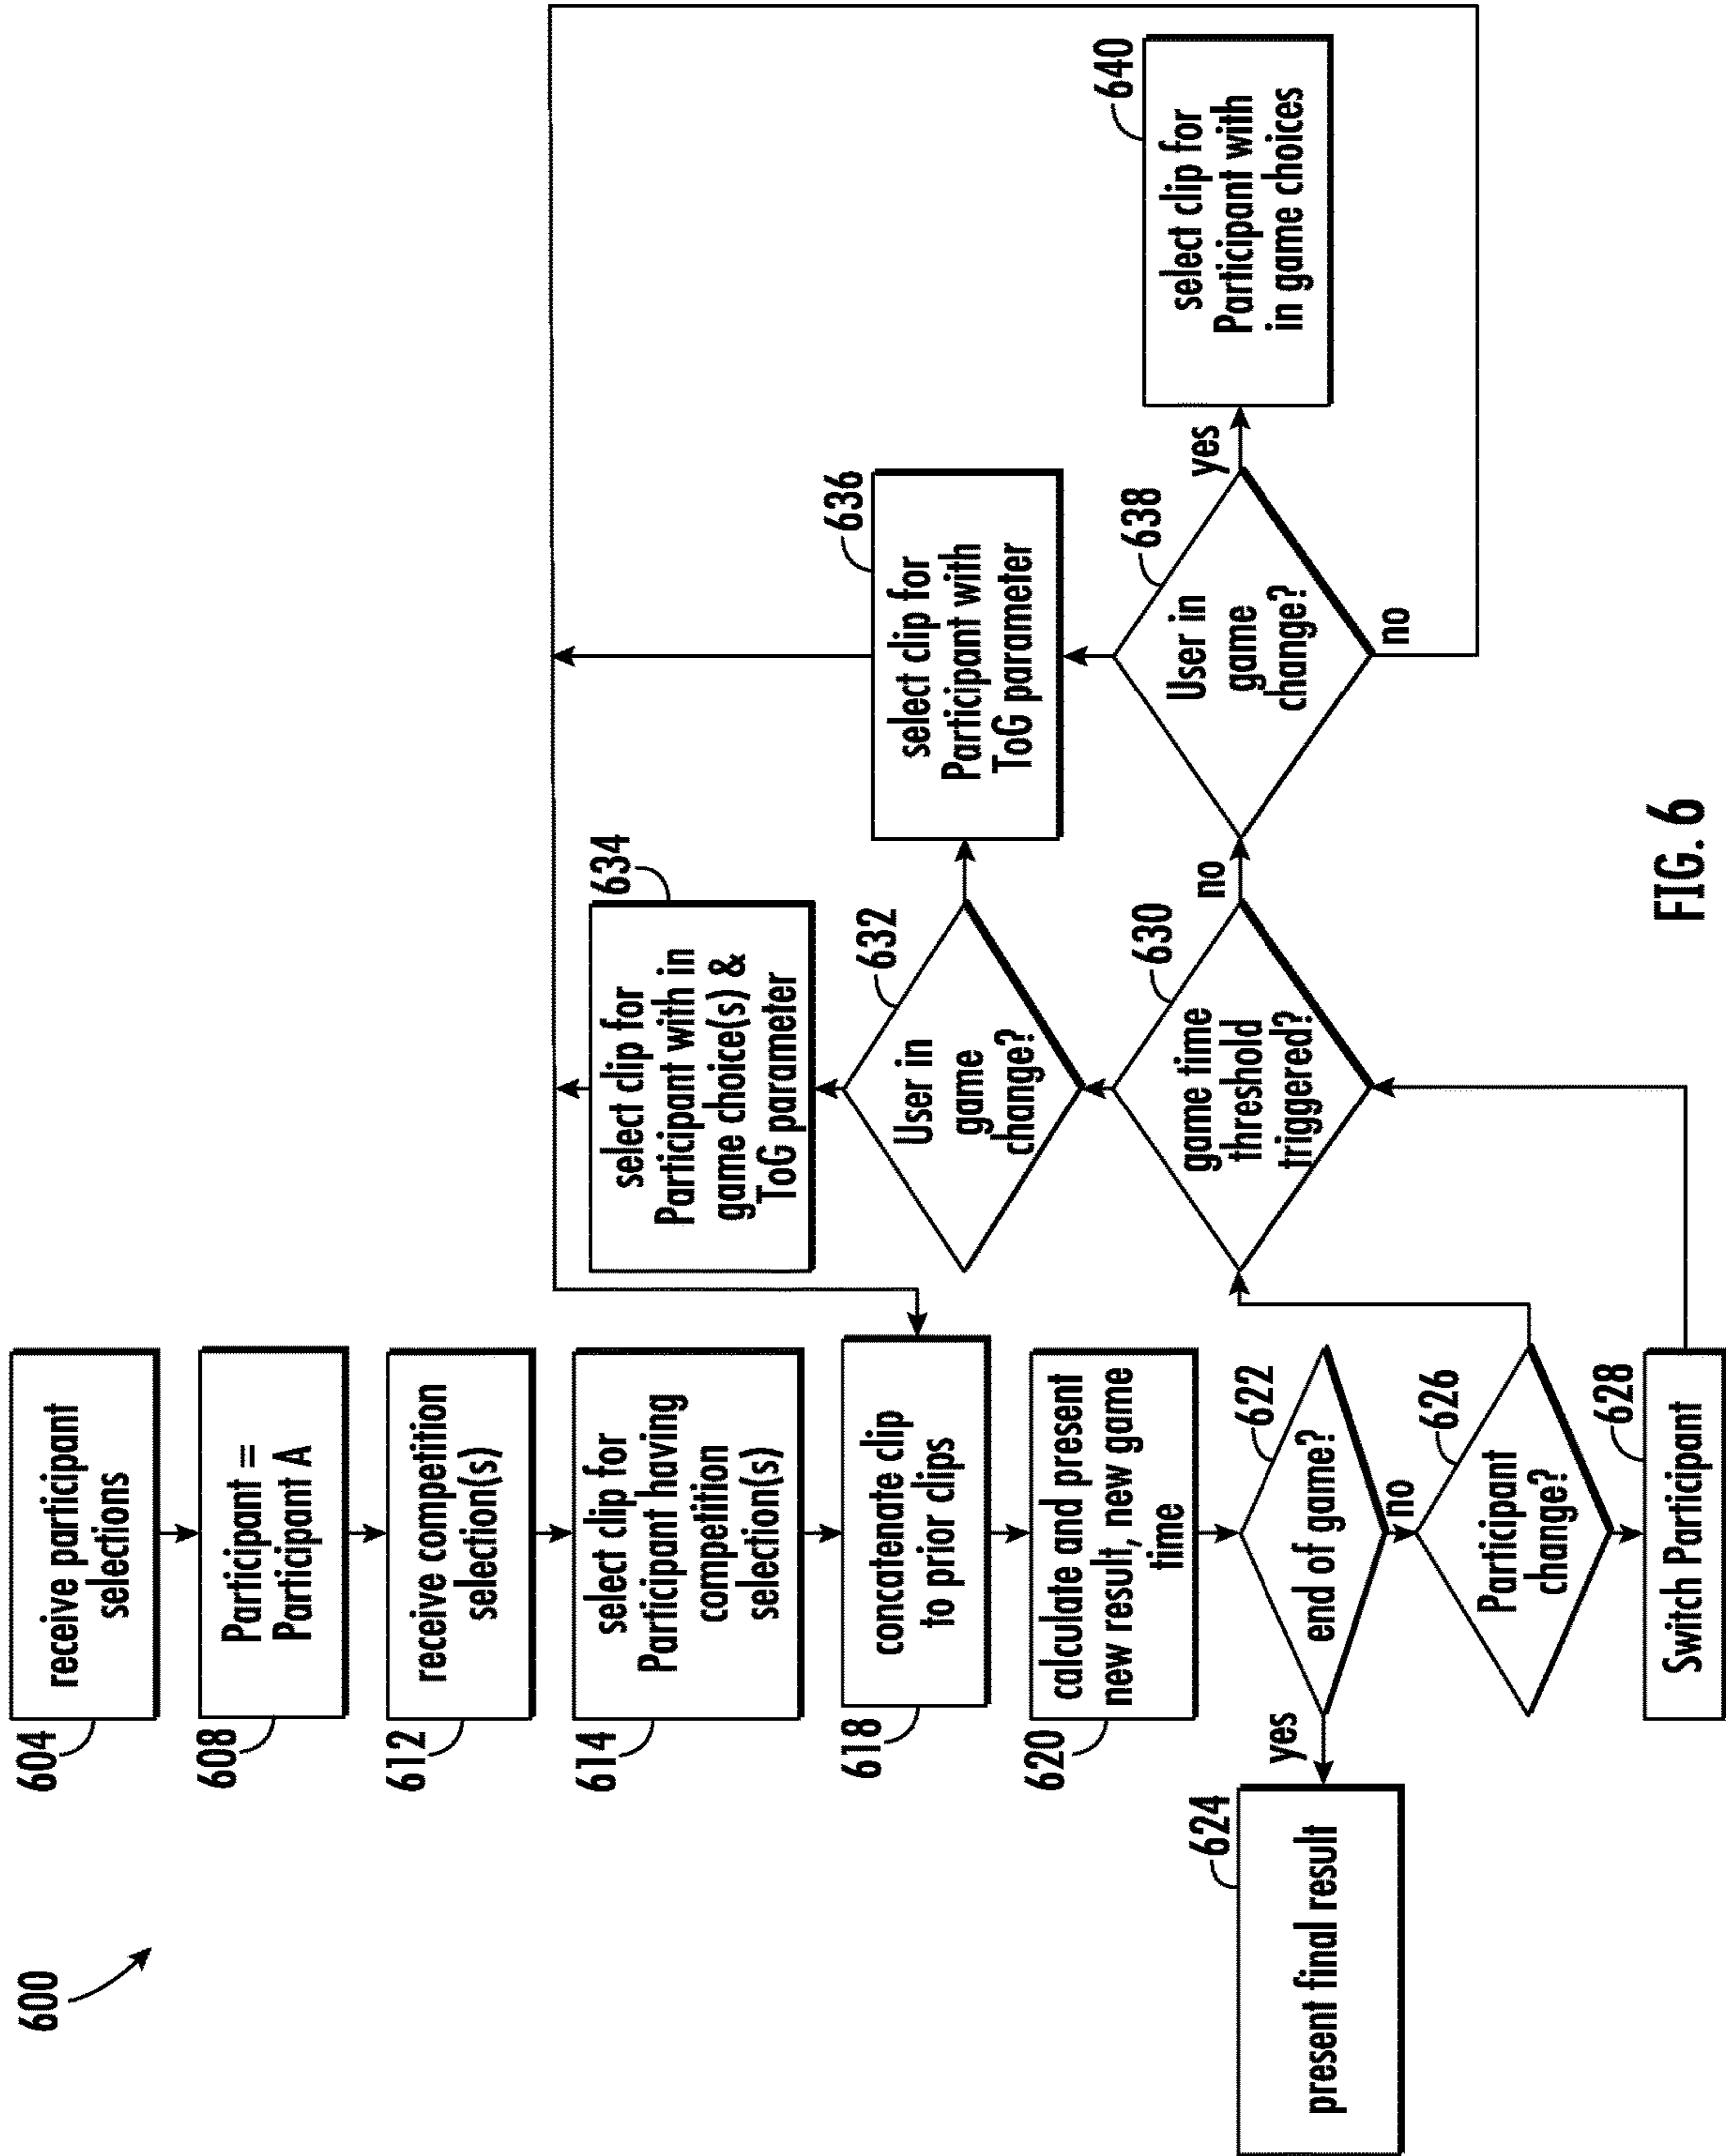 600
604
receive participant
selections
608
Participant =
Participant A
612
receive competition
selection(s)
614
select clip for
Participant having
competition
selection(s)
618
concatenate clip
to prior clips
620
calculate and present
new result, new game
time
622
end of game?
yes
no
624
present final result
626
Participant
change?
628
Switch Participant
630
game time
threshold
triggered?
no
632
User in
game
change?
634
select clip for
Participant with in
game choice(s) &
ToG parameter
636
select clip for
Participant with
ToG parameter
638
User in
game
change?
yes
no
640
select clip for
Participant with
in game choices
FIG. 6